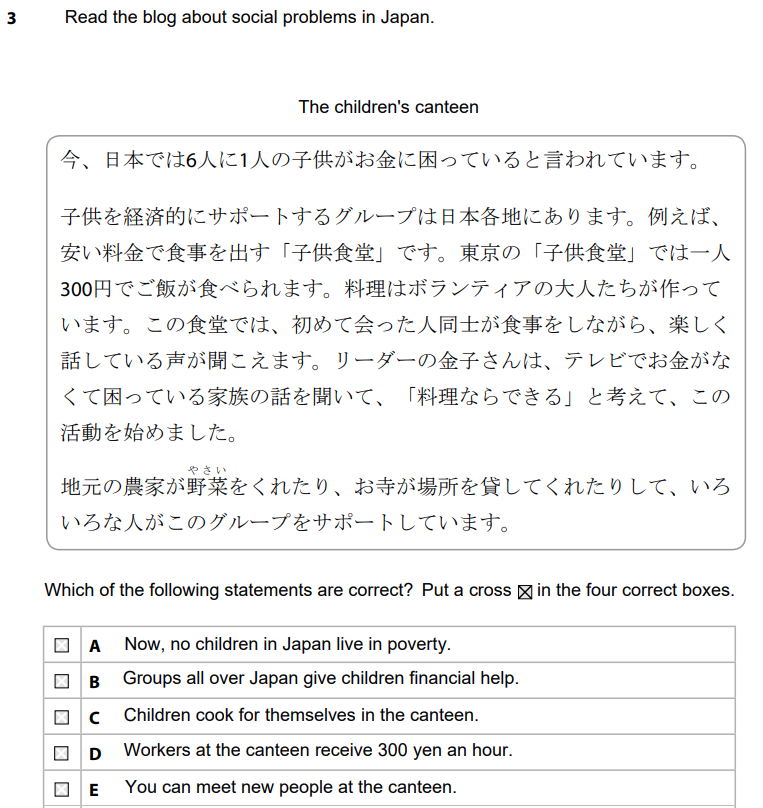 3 Read the blog about social problems in Japan.
The children's canteen
今、日本では6人に1人の子供がお金に困っていると言われています。
子供を経済的にサポートするグループは日本各地にあります。例えば、
安い料金で食事を出す「子供食堂」です。東京の「子供食堂」では一人
300円でご飯が食べられます。料理はボランティアの大人たちが作って
います。この食堂では、初めて会った人同士が食事をしながら、楽しく
話している声が聞こえます。リーダーの金子さんは、テレビでお金がな
くて困っている家族の話を聞いて、「料理ならできる」と考えて、この
活動を始めました。
やさい
地元の農家が野菜をくれたり、お寺が場所を貸してくれたりして、いろ
いろな人がこのグループをサポートしています。
Which of the following statements are correct? Put a cross ☒ in the four correct boxes.
A Now, no children in Japan live in poverty.
B Groups all over Japan give children financial help.
C Children cook for themselves in the canteen.
D Workers at the canteen receive 300 yen an hour.
E You can meet new people at the canteen.